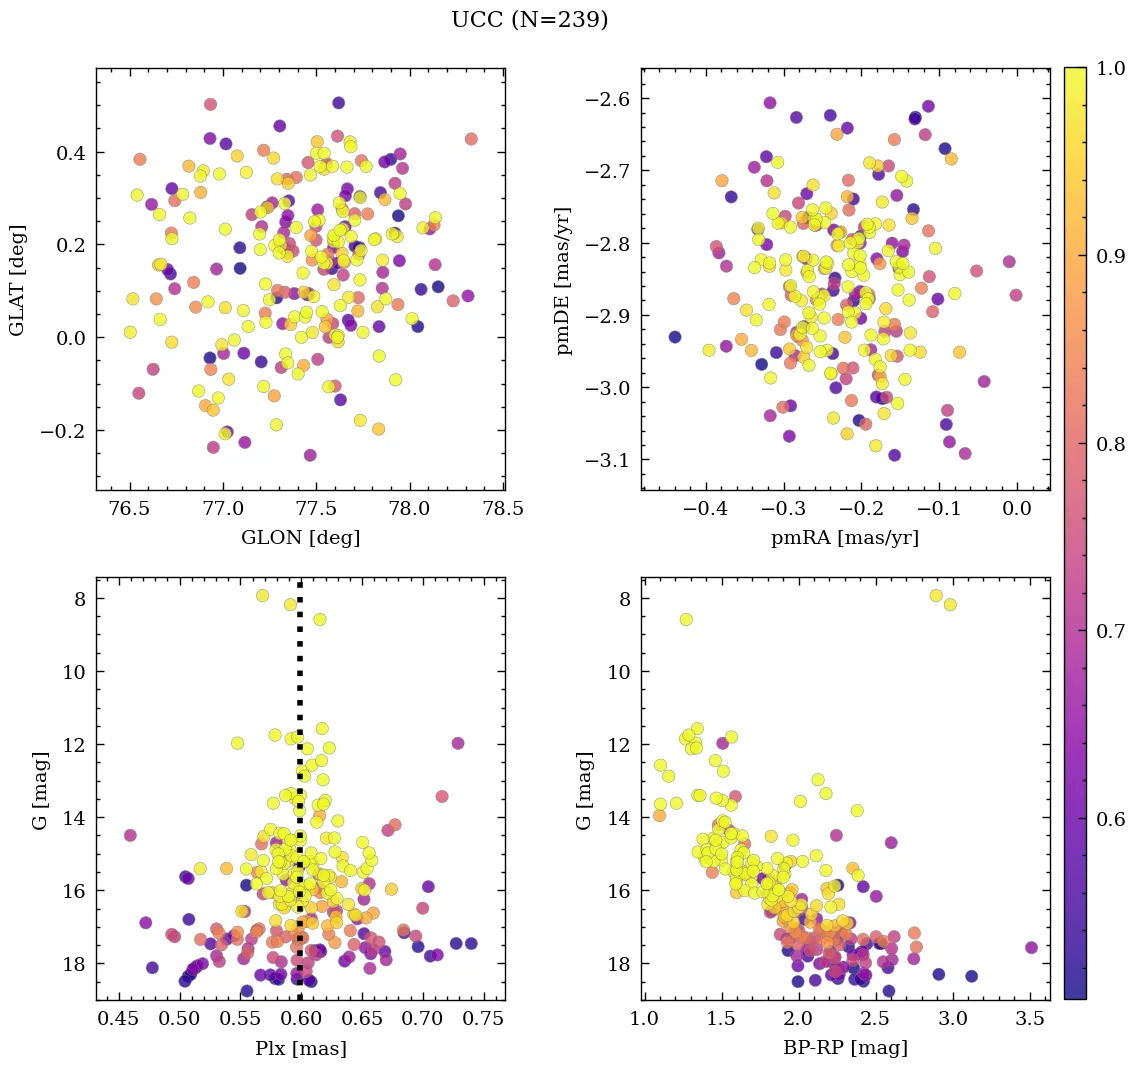 UCC (N=239)
0.4
0.2
0.0
−0.2
GLAT [deg]
76.5 77.0 77.5 78.0 78.5
GLON [deg]
−2.6
−2.7
−2.8
−2.9
−3.0
−3.1
pmDE [mas/yr]
−0.4 −0.3 −0.2 −0.1 0.0
pmRA [mas/yr]
1.0
0.9
0.8
0.7
0.6
8
10
12
14
16
18
G [mag]
0.45 0.50 0.55 0.60 0.65 0.70 0.75
Plx [mas]
8
10
12
14
16
18
G [mag]
1.0 1.5 2.0 2.5 3.0 3.5
BP-RP [mag]